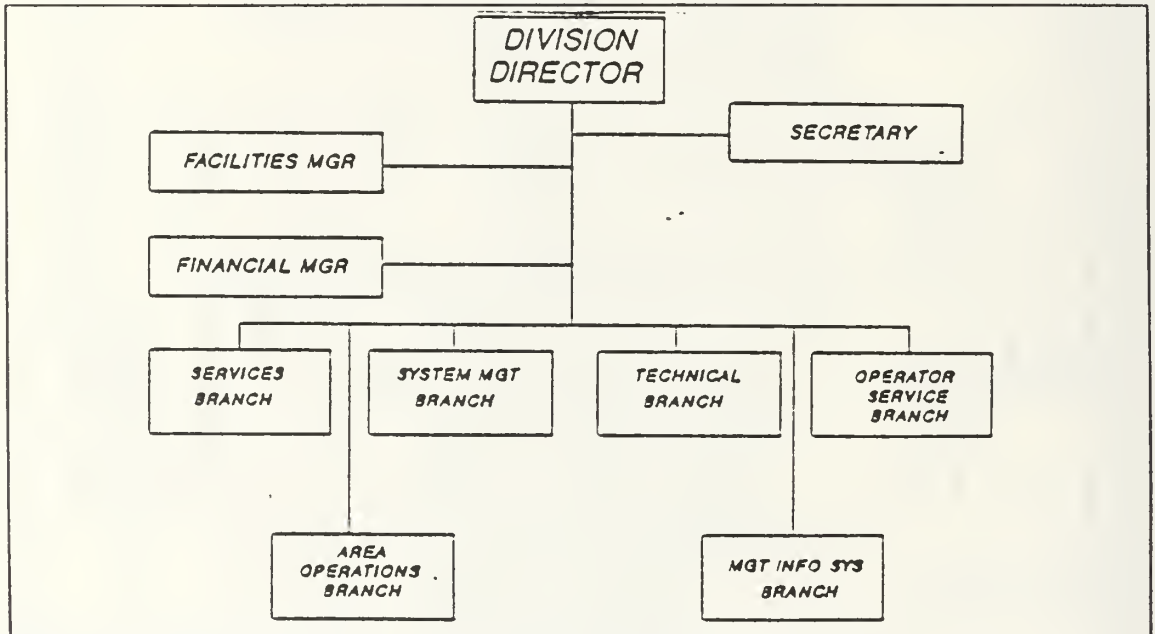 DIVISION
DIRECTOR
SECRETARY
FACILITIES MGR
FINANCIAL MGR
SERVICES
BRANCH
SYSTEM MGT
BRANCH
TECHNICAL
BRANCH
OPERATOR
SERVICE
BRANCH
AREA
OPERATIONS
BRANCH
MGT INFO SYS
BRANCH